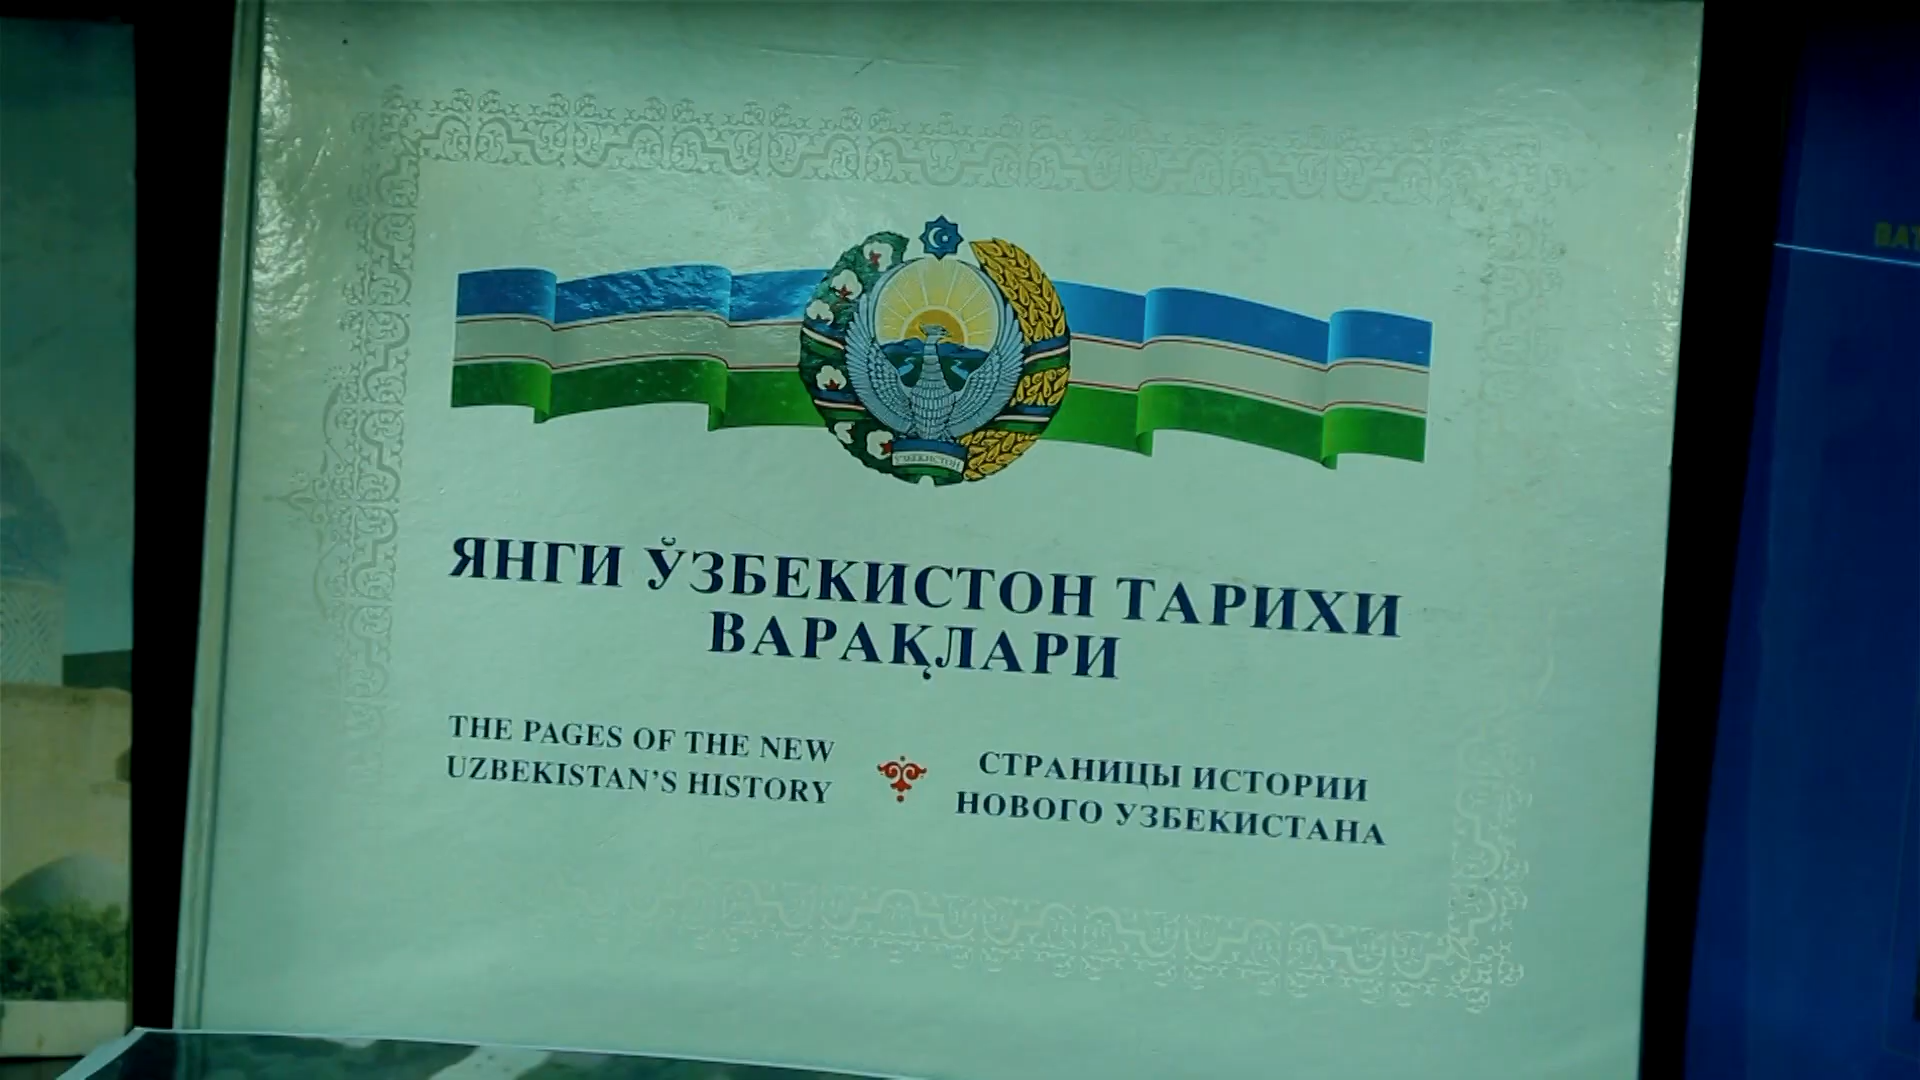 ЎЗБЕКИСТОН
ЯНГИ ЎЗБЕКИСТОН ТАРИХИ
ВАРАҚЛАРИ
THE PAGES OF THE NEW
UZBEKISTAN’S HISTORY
СТРАНИЦЫ ИСТОРИИ
НОВОГО УЗБЕКИСТАНА